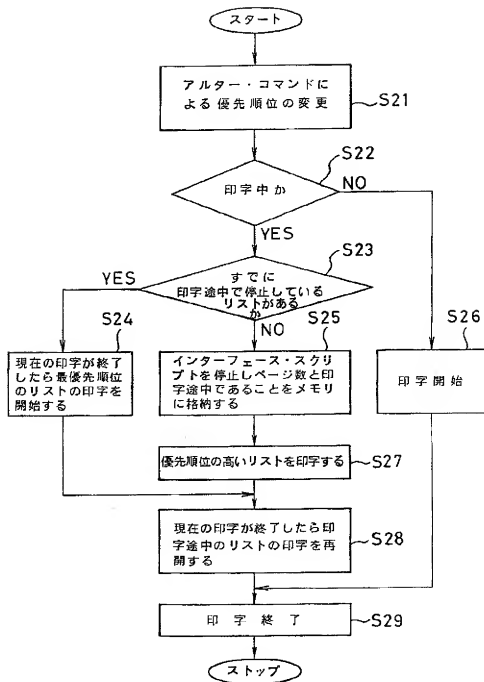 スタート
アルター・コマンドに
よる優先順位の変更
S21
S22
印字中か
NO
YES
S23
すでに
印字途中で停止している
リストがある
か
YES
NO
S24
現在の印字が終了
したら最優先順位
のリストの印字を
開始する
S25
インターフェース・スクリ
プトを停止しページ数と印
字途中であることをメモリ
に格納する
S26
印字開始
優先順位の高いリストを印字する
S27
現在の印字が終了したら印字
途中のリストの印字を再
開する
S28
印字終了
S29
ストップ